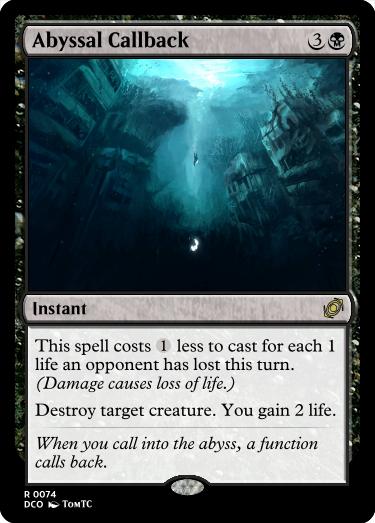 Abyssal Callback 3
Instant
This spell costs 1 less to cast for each 1
life an opponent has lost this turn.
(Damage causes loss of life.)
Destroy target creature. You gain 2 life.
When you call into the abyss, a function
calls back.
R 0074
DCO TomTC